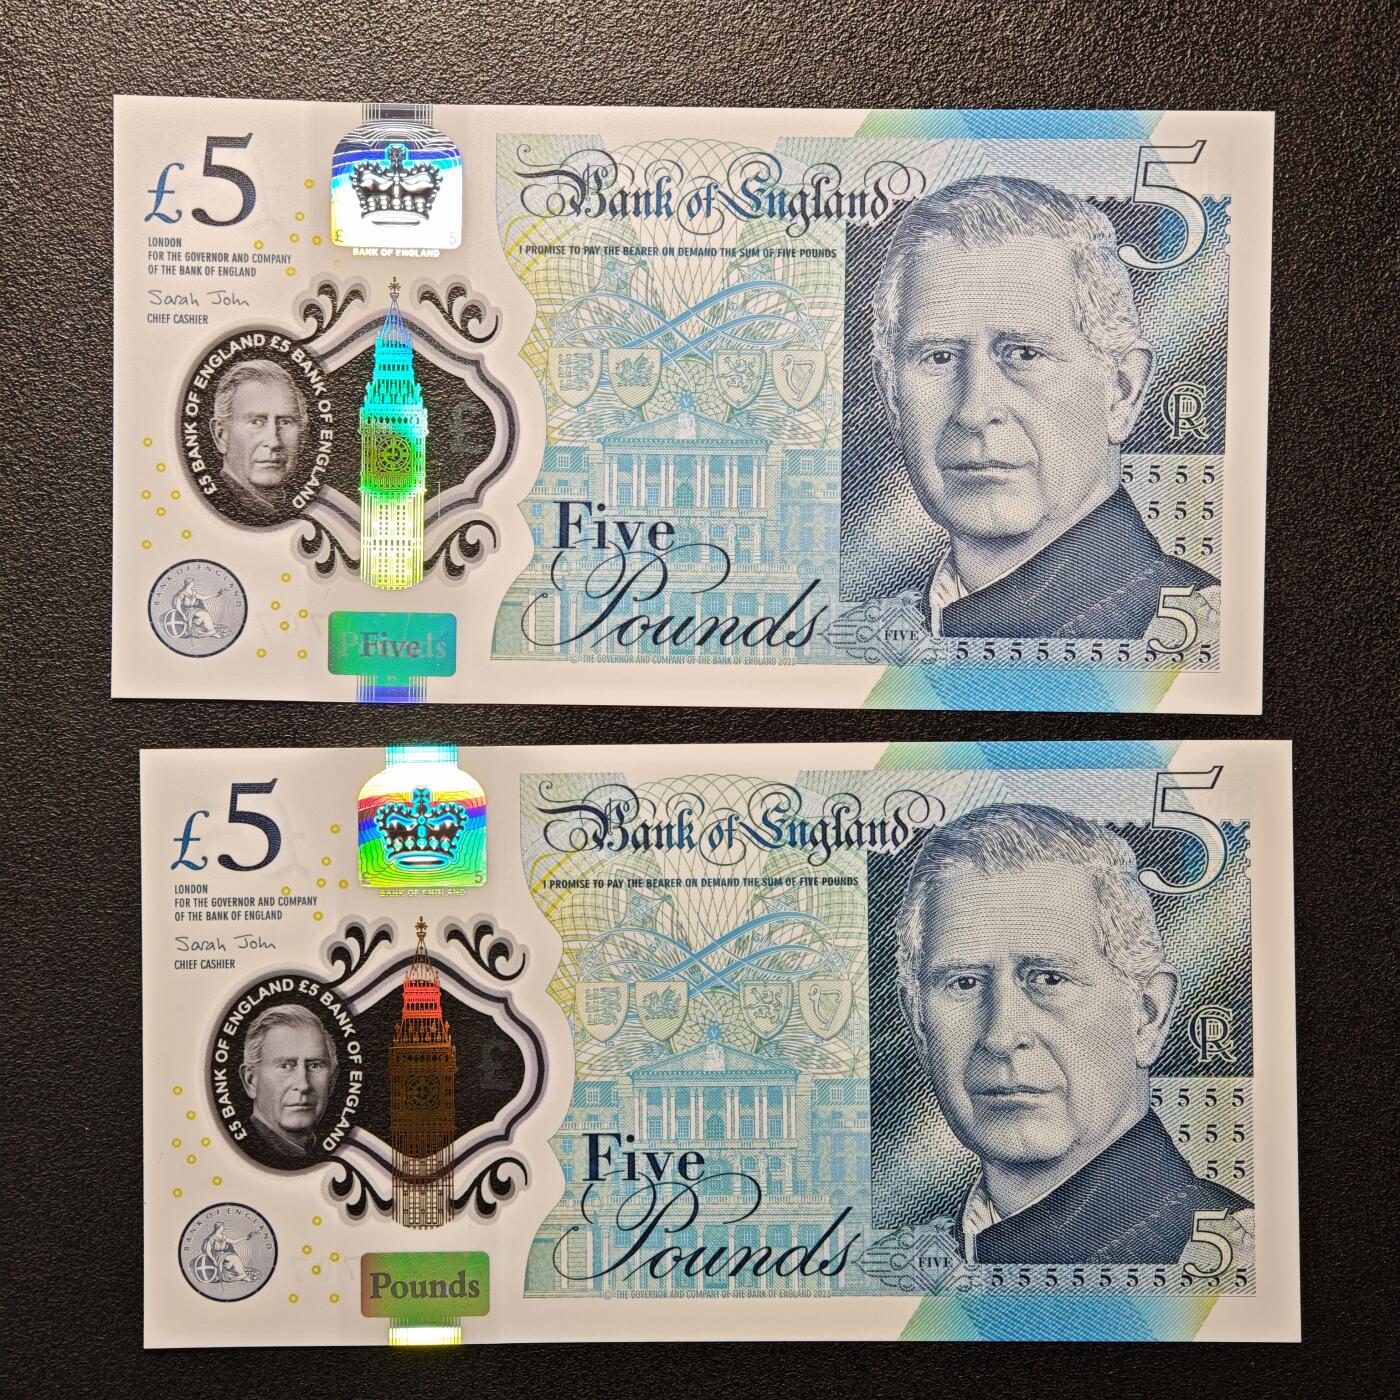 £5
LONDON
FOR THE GOVERNOR AND COMPANY
OF THE BANK OF ENGLAND
Sarah John
CHIEF CASHIER
BANK OF ENGLAND
£5 BANK OF ENGLAND £5 BANK OF ENGLAND
BANK OF ENGLAND
£
Five
Bank of England
I PROMISE TO PAY THE BEARER ON DEMAND THE SUM OF FIVE POUNDS
Five
Pounds
©THE GOVERNOR AND COMPANY OF THE BANK OF ENGLAND 2023
FIVE
5
5 5 5 5
5 5 5
5 5
5
5 5 5 5 5 5 5 5 5 5
£5
LONDON
FOR THE GOVERNOR AND COMPANY
OF THE BANK OF ENGLAND
Sarah John
CHIEF CASHIER
BANK OF ENGLAND
£5 BANK OF ENGLAND £5 BANK OF ENGLAND
BANK OF ENGLAND
£
Pounds
Bank of England
I PROMISE TO PAY THE BEARER ON DEMAND THE SUM OF FIVE POUNDS
Five
Pounds
©THE GOVERNOR AND COMPANY OF THE BANK OF ENGLAND 2023
FIVE
5
5 5 5 5
5 5 5
5 5
5
5 5 5 5 5 5 5 5 5 5